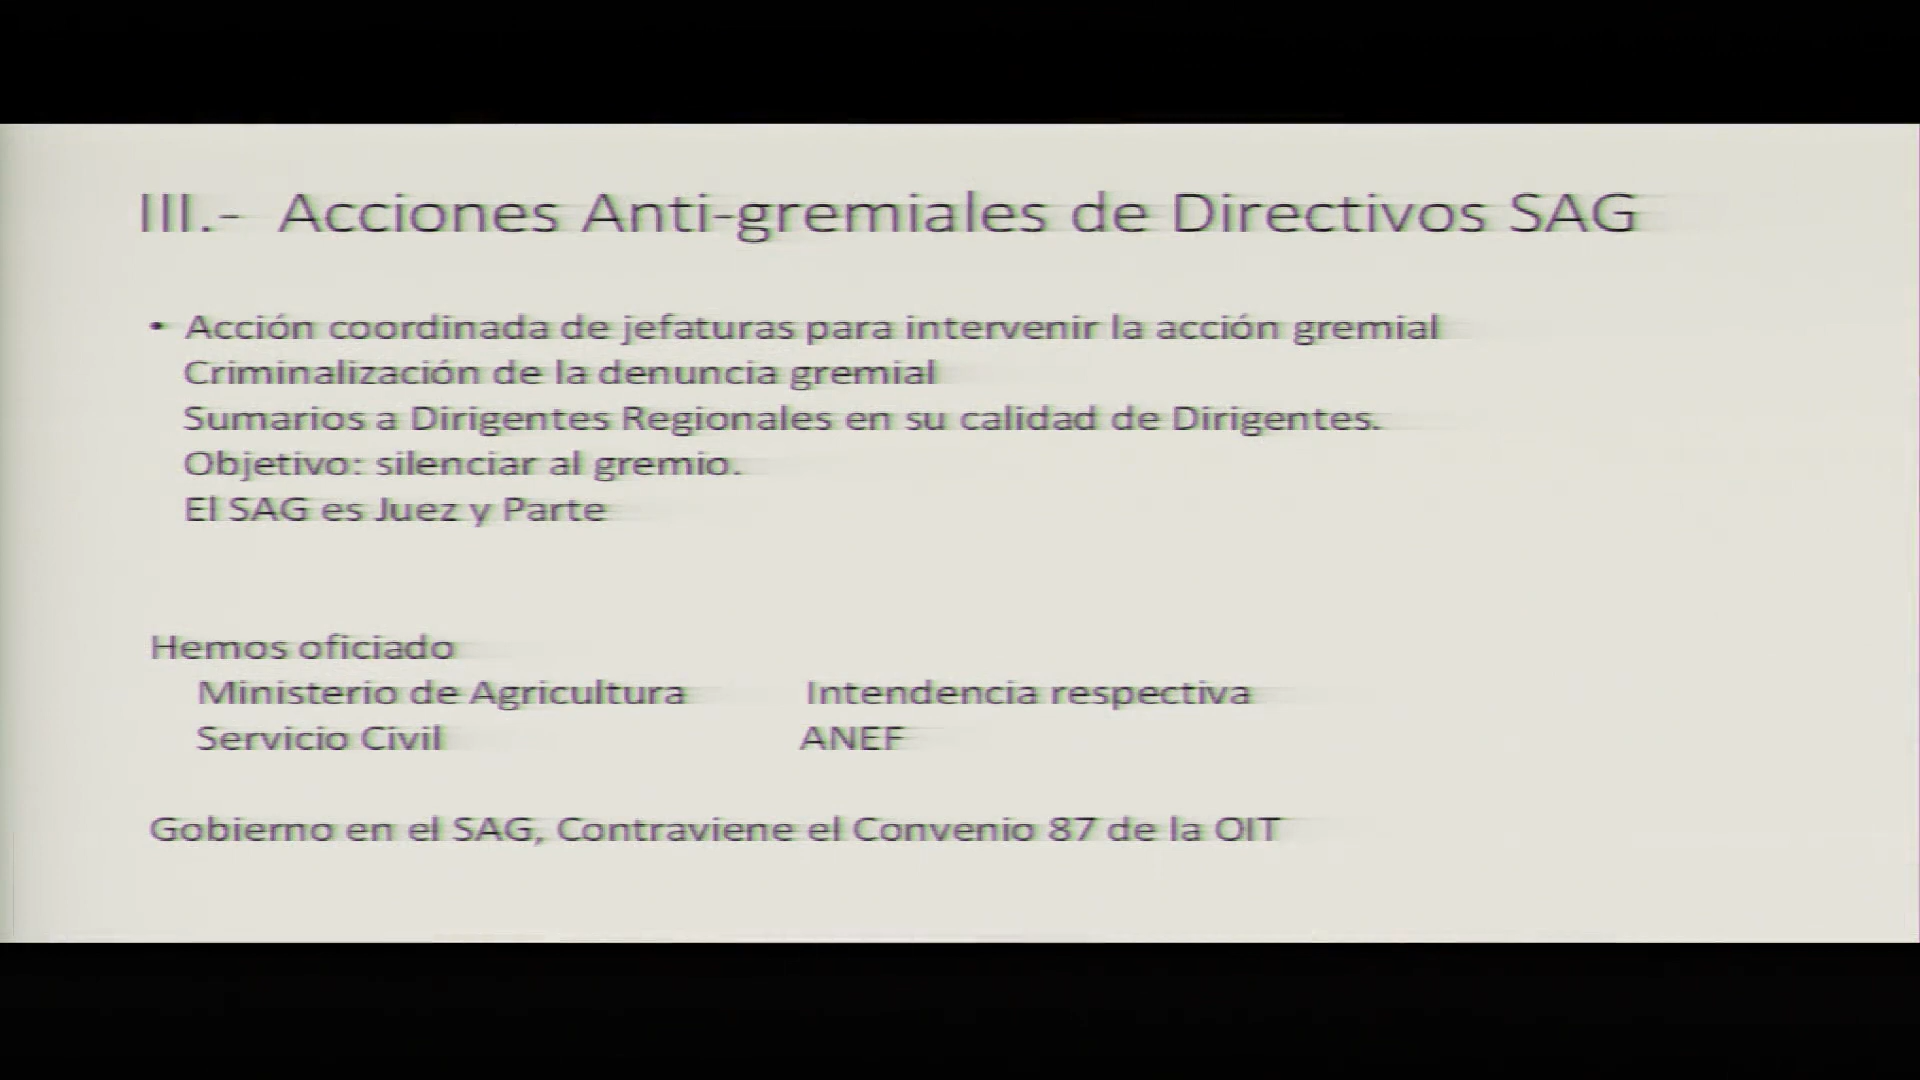 III.- Acciones Anti-gremiales de Directivos SAG
• Acción coordinada de jefaturas para intervenir la acción gremial
Criminalización de la denuncia gremial
Sumarios a Dirigentes Regionales en su calidad de Dirigentes.
Objetivo: silenciar al gremio.
El SAG es Juez y Parte
Hemos oficiado
Ministerio de Agricultura Intendencia respectiva
Servicio Civil ANEF
Gobierno en el SAG, Contraviene el Convenio 87 de la OIT